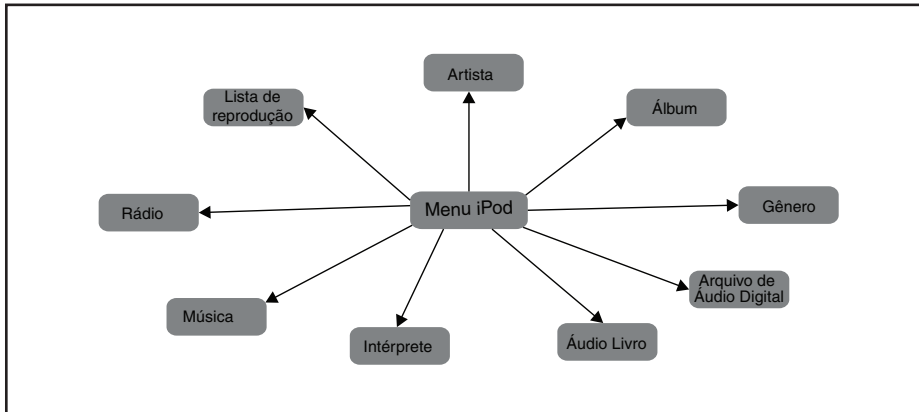 Artista
Lista de
reprodução
Álbum
Menu iPod
Gênero
Rádio
Arquivo de
Áudio Digital
Música
Intérprete
Áudio Livro